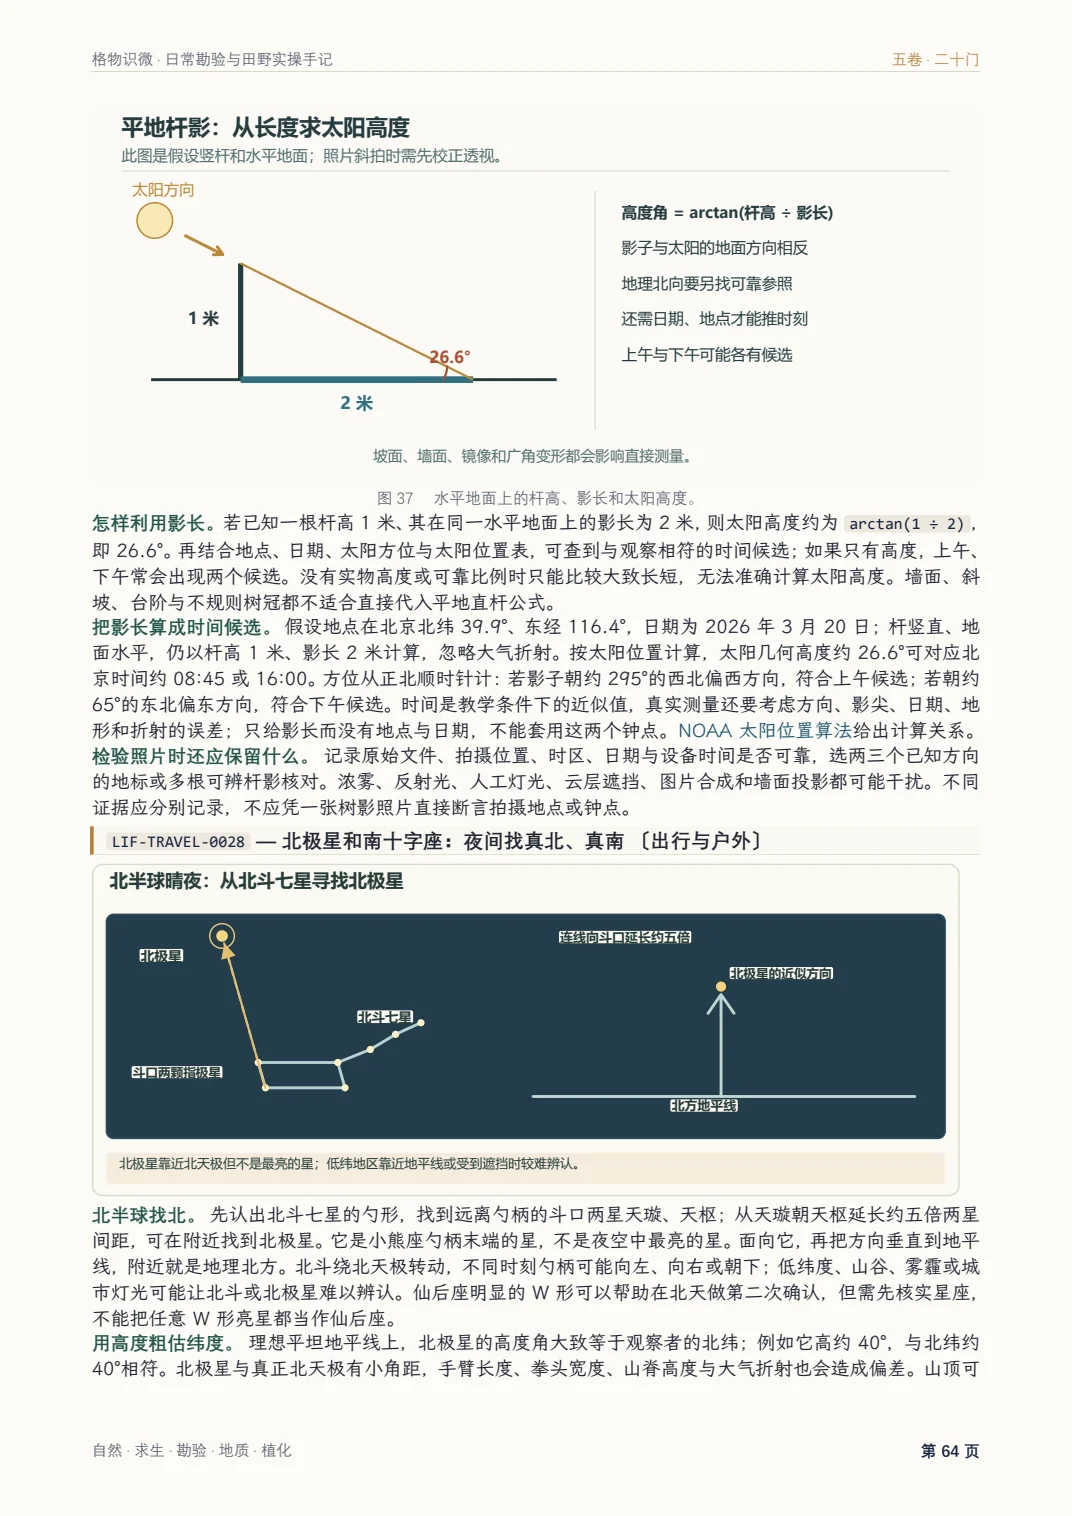 格物识微 · 日常勘验与田野实操手记
五卷 · 二十门
平地杆影：从长度求太阳高度
此图是假设竖杆和水平地面；照片斜拍时需先校正透视。
太阳方向
1 米
26.6°
2 米
高度角 = arctan(杆高 ÷ 影长)
影子与太阳的地面方向相反
地理北向要另找可靠参照
还需日期、地点才能推时刻
上午与下午可能各有候选
坡面、墙面、镜像和广角变形都会影响直接测量。
图 37 水平地面上的杆高、影长和太阳高度。
怎样利用影长。若已知一根杆高 1 米、其在同一水平地面上的影长为 2 米，则太阳高度约为 arctan(1 ÷ 2)，
即 26.6°。再结合地点、日期、太阳方位与太阳位置表，可查到与观察相符的时间候选；如果只有高度，上午、
下午常会出现两个候选。没有实物高度或可靠比例时只能比较大致长短，无法准确计算太阳高度。墙面、斜
坡、台阶与不规则树冠都不适合直接代入平地直杆公式。
把影长算成时间候选。 假设地点在北京北纬 39.9°、东经 116.4°，日期为 2026 年 3 月 20 日；杆竖直、地
面水平，仍以杆高 1 米、影长 2 米计算，忽略大气折射。按太阳位置计算，太阳几何高度约 26.6°可对应北
京时间约 08:45 或 16:00。方位从正北顺时针计：若影子朝约 295°的西北偏西方向，符合上午候选；若朝约
65°的东北偏东方向，符合下午候选。时间是教学条件下的近似值，真实测量还要考虑方向、影尖、日期、地
形和折射的误差；只给影长而没有地点与日期，不能套用这两个钟点。NOAA 太阳位置算法给出计算关系。
检验照片时还应保留什么。 记录原始文件、拍摄位置、时区、日期与设备时间是否可靠，选两三个已知方向
的地标或多根可辨杆影核对。浓雾、反射光、人工灯光、云层遮挡、图片合成和墙面投影都可能干扰。不同
证据应分别记录，不应凭一张树影照片直接断言拍摄地点或钟点。
LIF-TRAVEL-0028 — 北极星和南十字座：夜间找真北、真南 〔出行与户外〕
北半球晴夜：从北斗七星寻找北极星
北极星
北斗七星
斗口两颗指极星
连线向斗口延长约五倍
北极星的近似方向
北方地平线
北极星靠近北天极但不是最亮的星；低纬地区靠近地平线或受到遮挡时较难辨认。
北半球找北。 先认出北斗七星的勺形，找到远离勺柄的斗口两星天璇、天枢；从天璇朝天枢延长约五倍两星
间距，可在附近找到北极星。它是小熊座勺柄末端的星，不是夜空中最亮的星。面向它，再把方向垂直到地平
线，附近就是地理北方。北斗绕北天极转动，不同时刻勺柄可能向左、向右或朝下；低纬度、山谷、雾霾或城
市灯光可能让北斗或北极星难以辨认。仙后座明显的 W 形可以帮助在北天做第二次确认，但需先核实星座，
不能把任意 W 形亮星都当作仙后座。
用高度粗估纬度。 理想平坦地平线上，北极星的高度角大致等于观察者的北纬；例如它高约 40°，与北纬约
40°相符。北极星与真正北天极有小角距，手臂长度、拳头宽度、山脊高度与大气折射也会造成偏差。山顶可
自然 · 求生 · 勘验 · 地质 · 植化
第 64 页